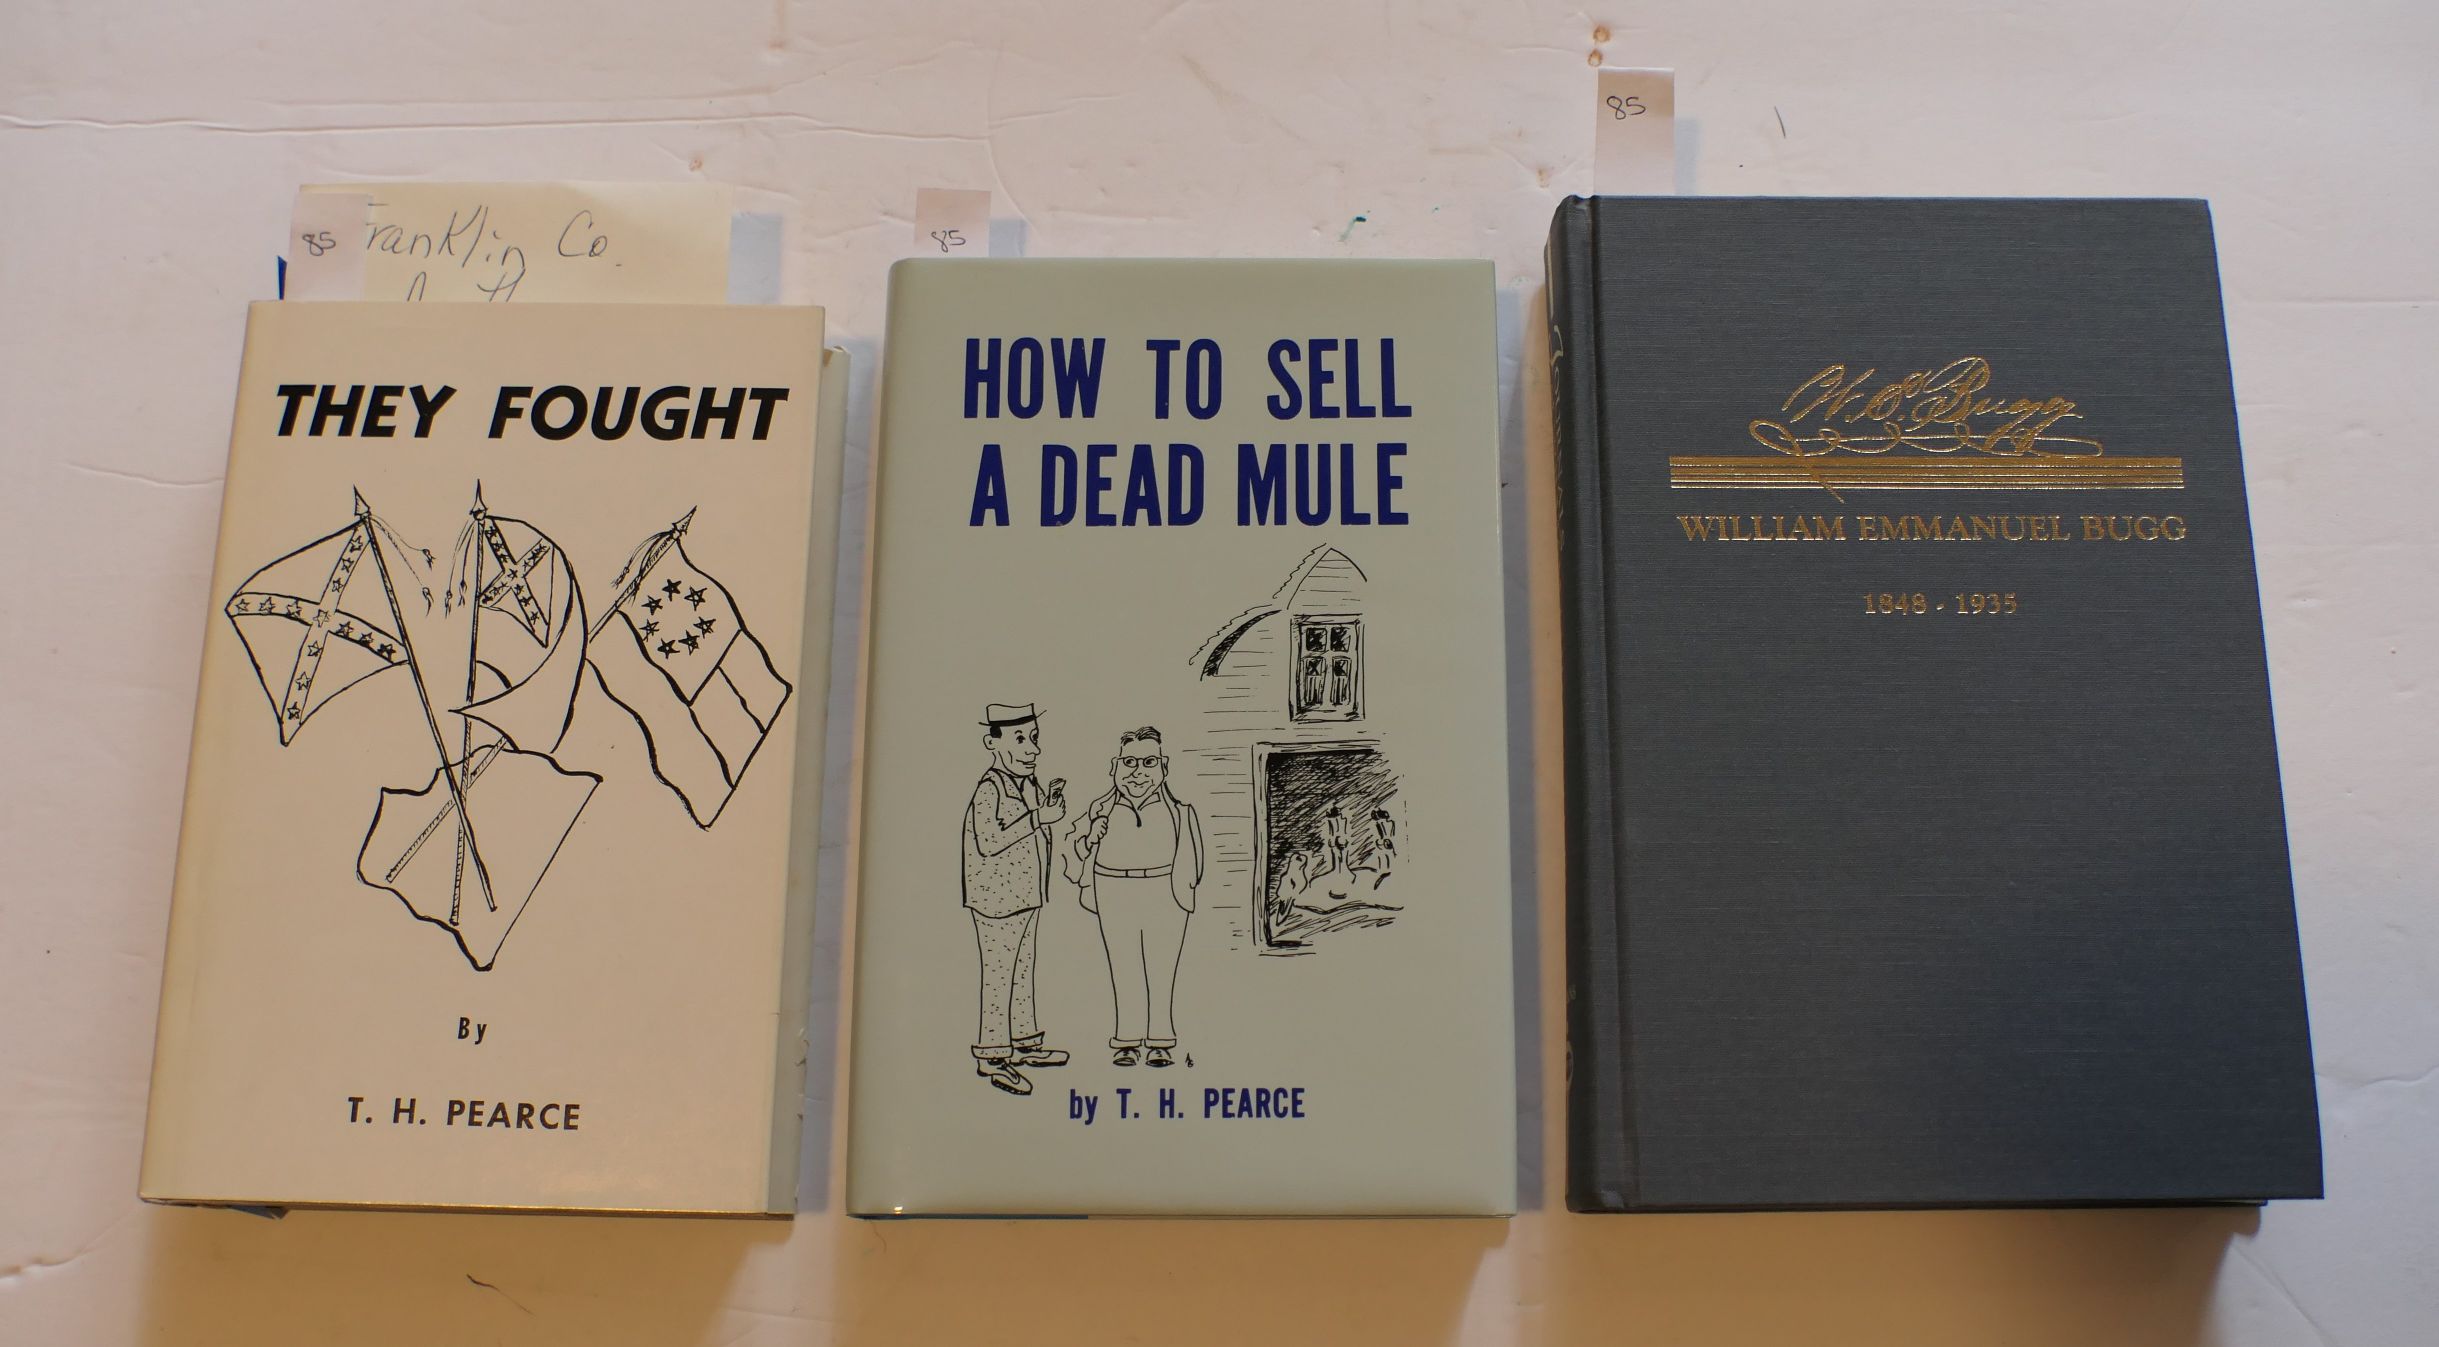 85
Franklin Co.
THEY FOUGHT
By
T. H. PEARCE
85
HOW TO SELL
A DEAD MULE
by T. H. PEARCE
85
W. E. Bugg
WILLIAM EMMANUEL BUGG
1848 - 1935